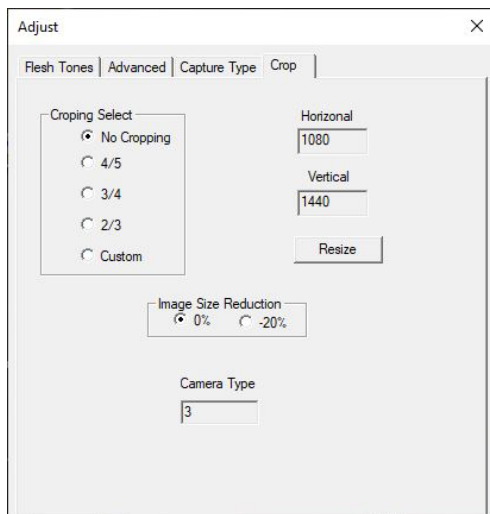 Adjust
Flesh Tones Advanced Capture Type Crop
Croping Select
No Cropping
4/5
3/4
2/3
Custom
Horizonal
1080
Vertical
1440
Resize
Image Size Reduction
0% -20%
Camera Type
3